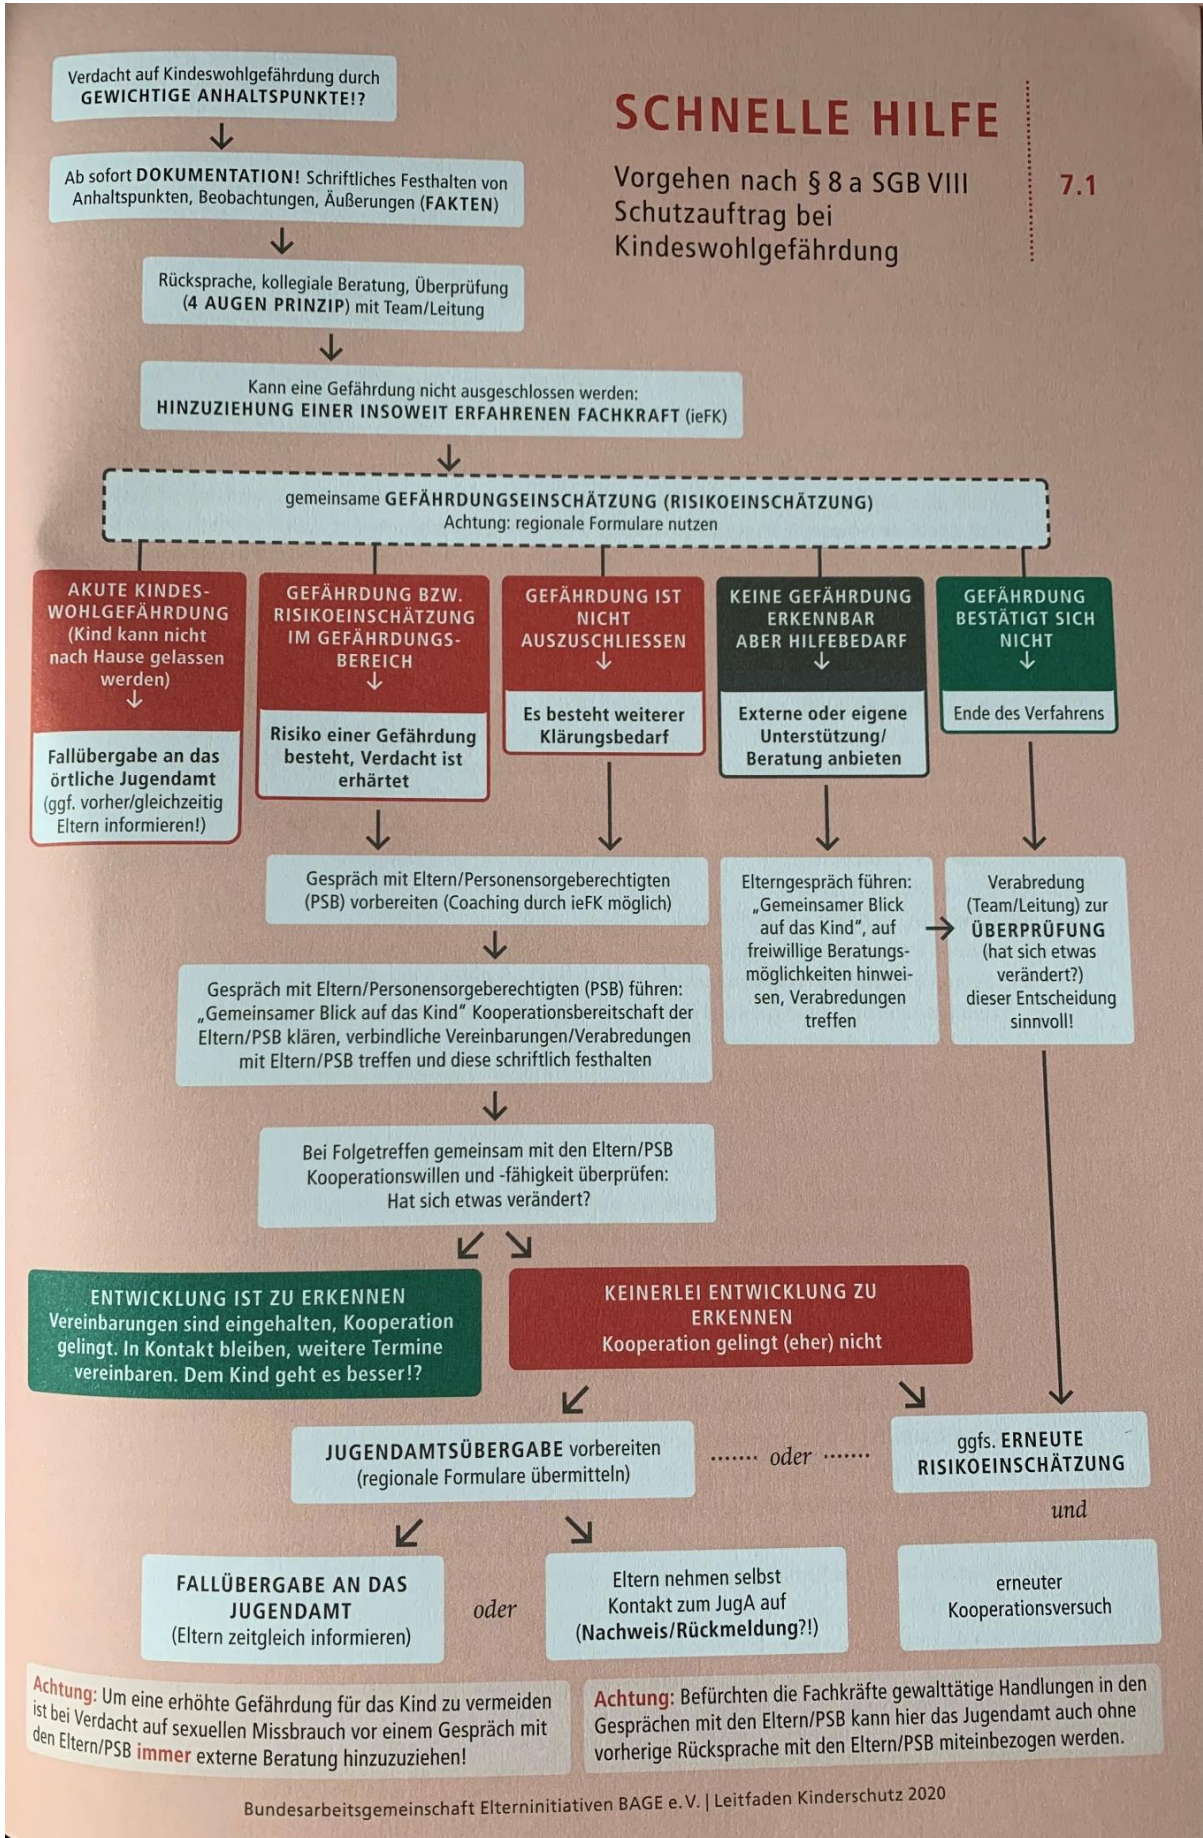 SCHNELLE HILFE
Vorgehen nach § 8 a SGB VIII
Schutzauftrag bei
Kindeswohlgefährdung
7.1
Verdacht auf Kindeswohlgefährdung durch
GEWICHTIGE ANHALTSPUNKTE!?
↓
Ab sofort DOKUMENTATION! Schriftliches Festhalten von
Anhaltspunkten, Beobachtungen, Äußerungen (FAKTEN)
↓
Rücksprache, kollegiale Beratung, Überprüfung
(4 AUGEN PRINZIP) mit Team/Leitung
↓
Kann eine Gefährdung nicht ausgeschlossen werden:
HINZUZIEHUNG EINER INSOWEIT ERFAHRENEN FACHKRAFT (ieFK)
↓
gemeinsame GEFÄHRDUNGSEINSCHÄTZUNG (RISIKOEINSCHÄTZUNG)
Achtung: regionale Formulare nutzen
AKUTE KINDES-
WOHLGEFÄHRDUNG
(Kind kann nicht
nach Hause gelassen
werden)
↓
Fallübergabe an das
örtliche Jugendamt
(ggf. vorher/gleichzeitig
Eltern informieren!)
GEFÄHRDUNG BZW.
RISIKOEINSCHÄTZUNG
IM GEFÄHRDUNGS-
BEREICH
↓
Risiko einer Gefährdung
besteht, Verdacht ist
erhärtet
↓
GEFÄHRDUNG IST
NICHT
AUSZUSCHLIESSEN
↓
Es besteht weiterer
Klärungsbedarf
↓
KEINE GEFÄHRDUNG
ERKENNBAR
ABER HILFEBEDARF
↓
Externe oder eigene
Unterstützung/
Beratung anbieten
↓
GEFÄHRDUNG
BESTÄTIGT SICH
NICHT
↓
Ende des Verfahrens
↓
Gespräch mit Eltern/Personensorgeberechtigten
(PSB) vorbereiten (Coaching durch ieFK möglich)
↓
Gespräch mit Eltern/Personensorgeberechtigten (PSB) führen:
„Gemeinsamer Blick auf das Kind“ Kooperationsbereitschaft der
Eltern/PSB klären, verbindliche Vereinbarungen/Verabredungen
mit Eltern/PSB treffen und diese schriftlich festhalten
↓
Elterngespräch führen:
„Gemeinsamer Blick
auf das Kind“, auf
freiwillige Beratungs-
möglichkeiten hinwei-
sen, Verabredungen
treffen
→
Verabredung
(Team/Leitung) zur
ÜBERPRÜFUNG
(hat sich etwas
verändert?)
dieser Entscheidung
sinnvoll!
↓
Bei Folgetreffen gemeinsam mit den Eltern/PSB
Kooperationswillen und -fähigkeit überprüfen:
Hat sich etwas verändert?
↙ ↘
ENTWICKLUNG IST ZU ERKENNEN
Vereinbarungen sind eingehalten, Kooperation
gelingt. In Kontakt bleiben, weitere Termine
vereinbaren. Dem Kind geht es besser!?
KEINERLEI ENTWICKLUNG ZU
ERKENNEN
Kooperation gelingt (eher) nicht
↙ ↘
JUGENDAMTSÜBERGABE vorbereiten
(regionale Formulare übermitteln)
....... oder .......
ggfs. ERNEUTE
RISIKOEINSCHÄTZUNG
und
↙ ↘
FALLÜBERGABE AN DAS
JUGENDAMT
(Eltern zeitgleich informieren)
oder
Eltern nehmen selbst
Kontakt zum JugA auf
(Nachweis/Rückmeldung?!)
erneuter
Kooperationsversuch
Achtung: Um eine erhöhte Gefährdung für das Kind zu vermeiden
ist bei Verdacht auf sexuellen Missbrauch vor einem Gespräch mit
den Eltern/PSB immer externe Beratung hinzuzuziehen!
Achtung: Befürchten die Fachkräfte gewalttätige Handlungen in den
Gesprächen mit den Eltern/PSB kann hier das Jugendamt auch ohne
vorherige Rücksprache mit den Eltern/PSB miteinbezogen werden.
Bundesarbeitsgemeinschaft Elterninitiativen BAGE e.V. | Leitfaden Kinderschutz 2020